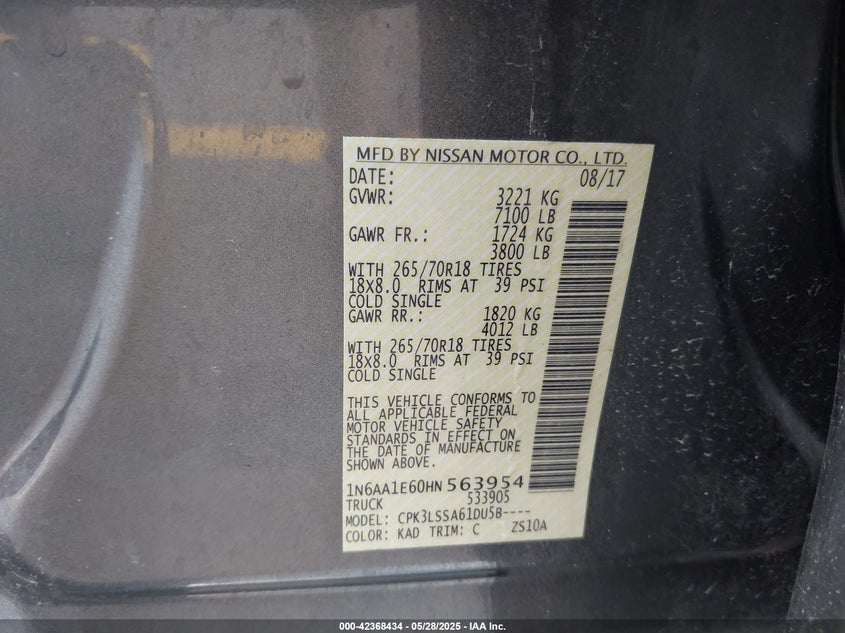 MFD BY NISSAN MOTOR CO., LTD.
DATE: 08/17
GVWR: 3221 KG
7100 LB
GAWR FR.: 1724 KG
3800 LB
WITH 265/70R18 TIRES
18X8.0 RIMS AT 39 PSI
COLD SINGLE
GAWR RR.: 1820 KG
4012 LB
WITH 265/70R18 TIRES
18X8.0 RIMS AT 39 PSI
COLD SINGLE
THIS VEHICLE CONFORMS TO
ALL APPLICABLE FEDERAL
MOTOR VEHICLE SAFETY
STANDARDS IN EFFECT ON
THE DATE OF MANUFACTURE
SHOWN ABOVE.
1N6AA1E60HN563954
TRUCK 533905
MODEL: CPK3LSSA61DU5B----
COLOR: KAD TRIM: C ZS10A
000-42368434 - 05/28/2025 - IAA Inc.